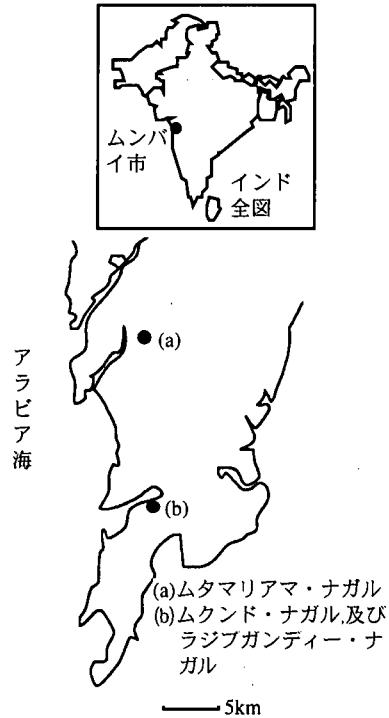 ムンバ
イ市
インド
全図
アラビア海
(a)
(b)
(a)ムタマリアマ・ナガル
(b)ムクンド・ナガル,及び
ラジブガンディー・ナ
ガル
5km